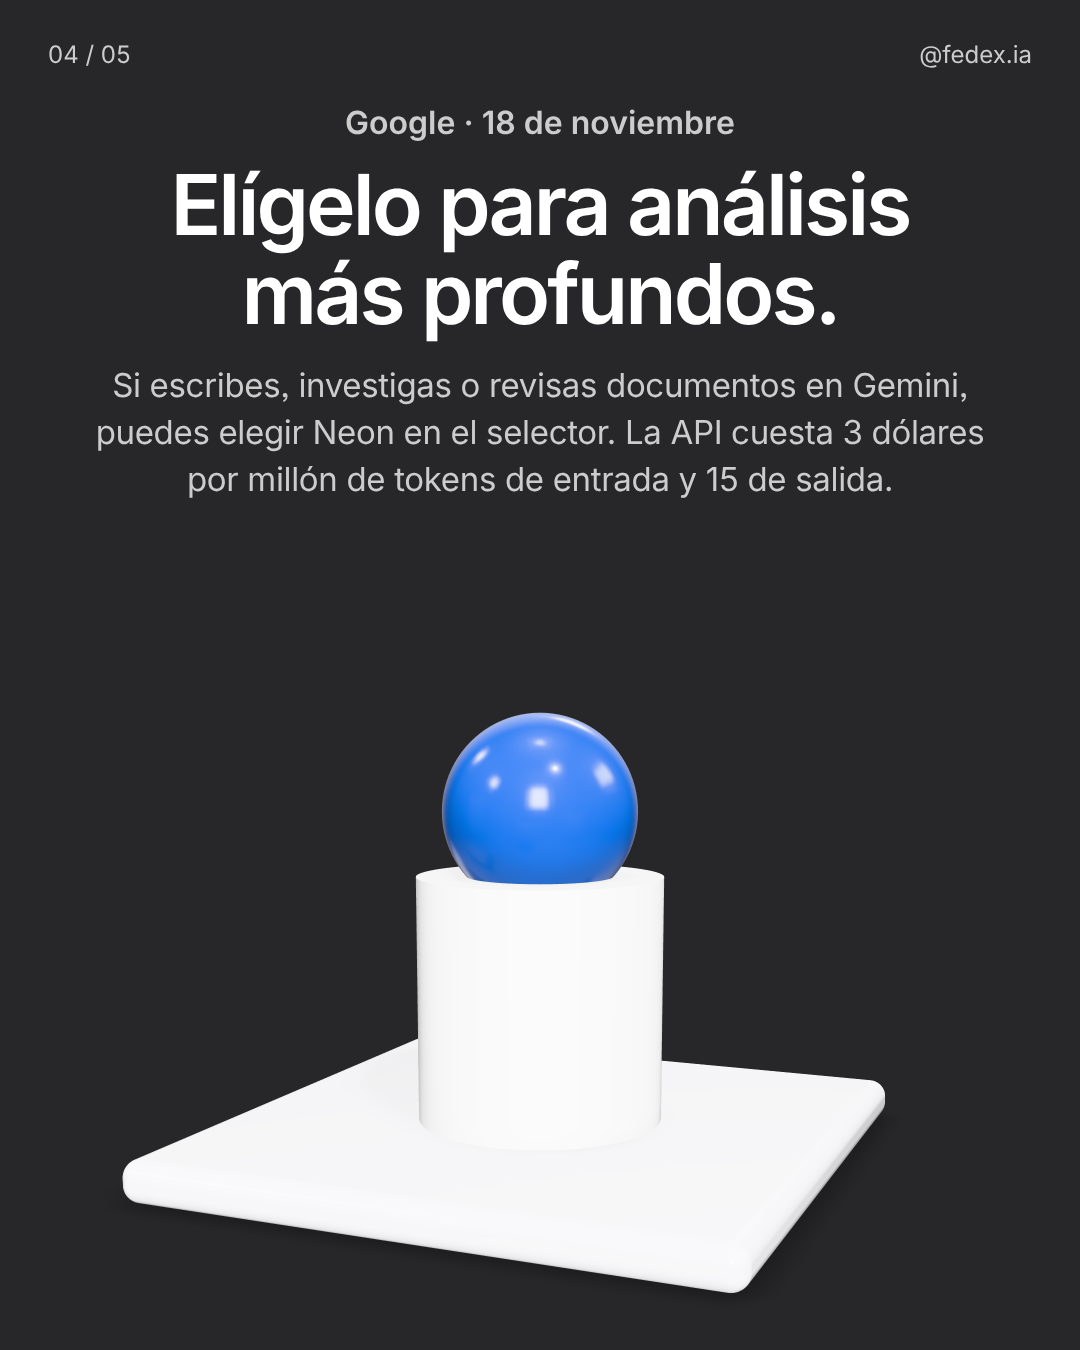 04 / 05
@fedex.ia
Google · 18 de noviembre
Elígelo para análisis
más profundos.
Si escribes, investigas o revisas documentos en Gemini,
puedes elegir Neon en el selector. La API cuesta 3 dólares
por millón de tokens de entrada y 15 de salida.